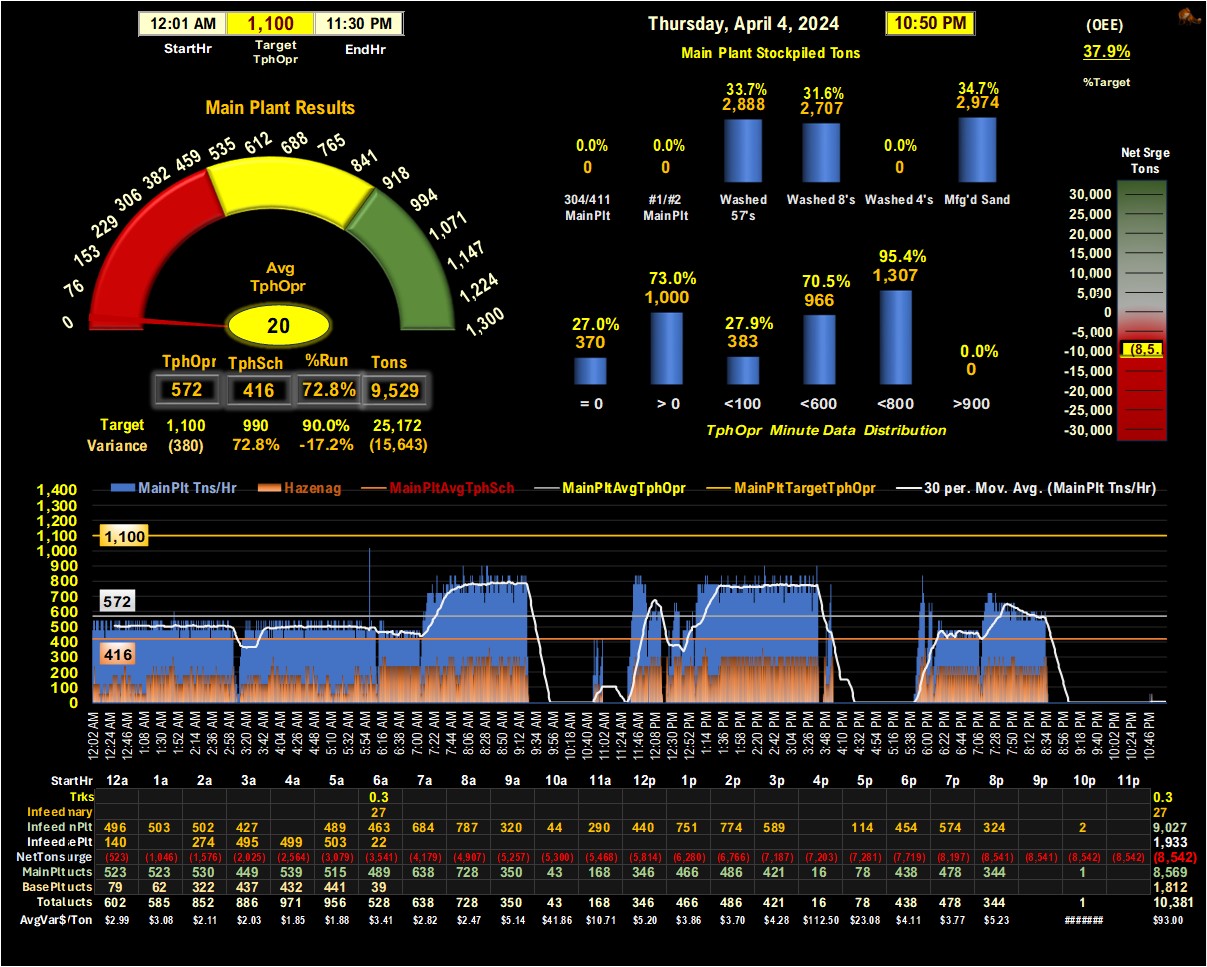 12:01 AM 1,100 11:30 PM
StartHr Target TphOpr EndHr
Thursday, April 4, 2024 10:50 PM
Main Plant Stockpiled Tons
(OEE)
37.9%
%Target
Main Plant Results
0 76 153 229 306 382 459 535 612 688 765 841 918 994 1,071 1,147 1,224 1,300
Avg
TphOpr
20
TphOpr TphSch %Run Tons
572 416 72.8% 9,529
Target 1,100 990 90.0% 25,172
Variance (380) 72.8% -17.2% (15,643)
0.0% 0.0% 33.7% 31.6% 0.0% 34.7%
0 0 2,888 2,707 0 2,974
304/411 MainPlt #1/#2 MainPlt Washed 57's Washed 8's Washed 4's Mfg'd Sand
27.0% 73.0% 27.9% 70.5% 95.4% 0.0%
370 1,000 383 966 1,307 0
= 0 > 0 <100 <600 <800 >900
TphOpr Minute Data Distribution
Net Srge
Tons
30,000
25,000
20,000
15,000
10,000
5,000
0
-5,000
-10,000
-15,000
-20,000
-25,000
-30,000
(8,5..
MainPlt Tns/Hr Hazenag MainPltAvgTphSch MainPltAvgTphOpr MainPltTargetTphOpr 30 per. Mov. Avg. (MainPlt Tns/Hr)
1,400
1,300
1,200
1,100
1,000
900
800
700
600
500
400
300
200
100
0
1,100
572
416
12:02 AM 12:24 AM 12:46 AM 1:08 AM 1:30 AM 1:52 AM 2:14 AM 2:36 AM 2:58 AM 3:20 AM 3:42 AM 4:04 AM 4:26 AM 4:48 AM 5:10 AM 5:32 AM 5:54 AM 6:16 AM 6:38 AM 7:00 AM 7:22 AM 7:44 AM 8:06 AM 8:28 AM 8:50 AM 9:12 AM 9:34 AM 9:56 AM 10:18 AM 10:40 AM 11:02 AM 11:24 AM 11:46 AM 12:08 PM 12:30 PM 12:52 PM 1:14 PM 1:36 PM 1:58 PM 2:20 PM 2:42 PM 3:04 PM 3:26 PM 3:48 PM 4:10 PM 4:32 PM 4:54 PM 5:16 PM 5:38 PM 6:00 PM 6:22 PM 6:44 PM 7:06 PM 7:28 PM 7:50 PM 8:12 PM 8:34 PM 8:56 PM 9:18 PM 9:40 PM 10:02 PM 10:24 PM 10:46 PM
StartHr 12a 1a 2a 3a 4a 5a 6a 7a 8a 9a 10a 11a 12p 1p 2p 3p 4p 5p 6p 7p 8p 9p 10p 11p
Trks 0.3 0.3
Infeed mary 27 27
Infeed nPlt 496 503 502 427 489 463 684 787 320 44 290 440 751 774 589 114 454 574 324 2 9,027
Infeed ePlt 140 274 495 499 503 22 1,933
NetTons urge (523) (1,046) (1,576) (2,025) (2,564) (3,079) (3,541) (4,179) (4,907) (5,257) (5,300) (5,468) (5,814) (6,280) (6,766) (7,187) (7,203) (7,281) (7,719) (8,197) (8,541) (8,541) (8,542) (8,542) (8,542)
MainPlt ucts 523 523 530 449 539 515 489 638 728 350 43 168 346 466 486 421 16 78 438 478 344 1 8,569
BasePlt ucts 79 62 322 437 432 441 39 1,812
Total ucts 602 585 852 886 971 956 528 638 728 350 43 168 346 466 486 421 16 78 438 478 344 1 10,381
AvgVar$/Ton $2.99 $3.08 $2.11 $2.03 $1.85 $1.88 $3.41 $2.82 $2.47 $5.14 $41.86 $10.71 $5.20 $3.86 $3.70 $4.28 $112.50 $23.08 $4.11 $3.77 $5.23 ####### $93.00